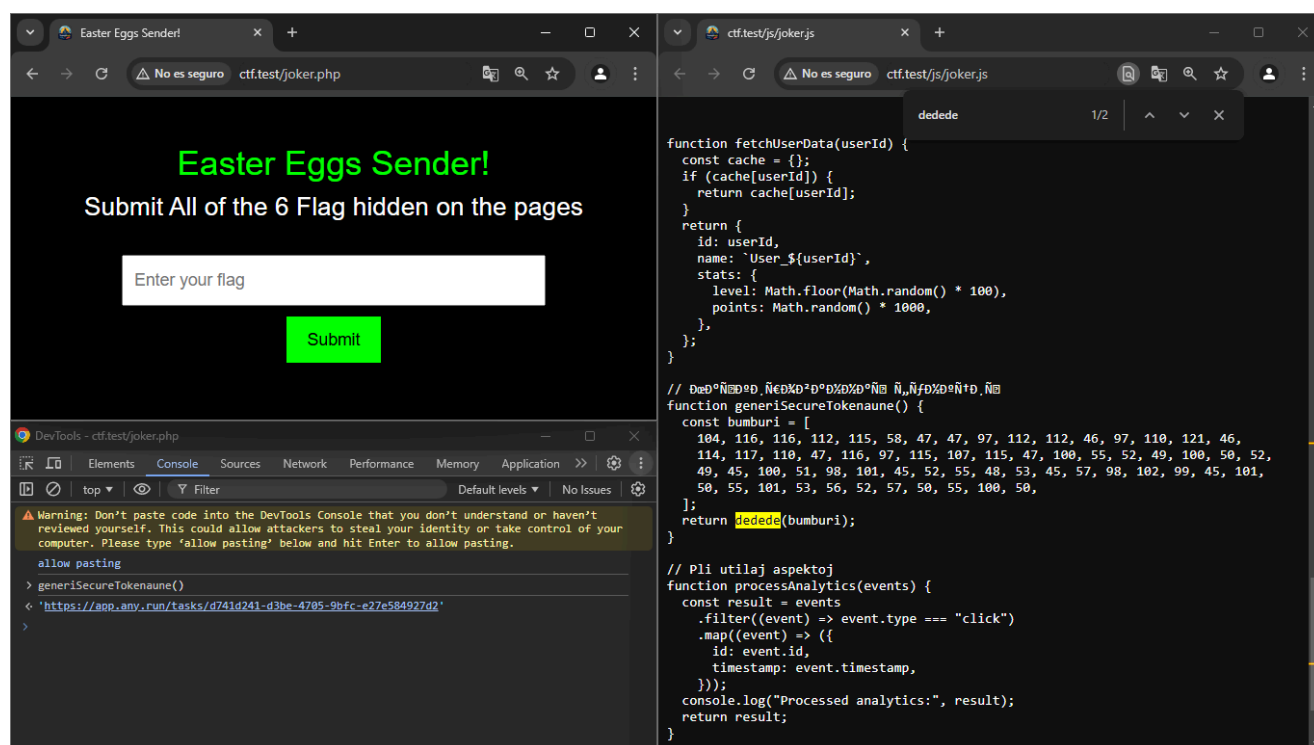 Easter Eggs Sender!
No es seguro
ctf.test/joker.php
Easter Eggs Sender!
Submit All of the 6 Flag hidden on the pages
Enter your flag
Submit
DevTools - ctf.test/joker.php
Elements Console Sources Network Performance Memory Application
top
Filter
Default levels
No Issues
Warning: Don’t paste code into the DevTools Console that you don’t understand or haven’t
reviewed yourself. This could allow attackers to steal your identity or take control of your
computer. Please type ‘allow pasting’ below and hit Enter to allow pasting.
allow pasting
generiSecureTokenaune()
'https://app.any.run/tasks/d741d241-d3be-4705-9bfc-e27e584927d2'
ctf.test/js/joker.js
No es seguro
ctf.test/js/joker.js
dedede
1/2
function fetchUserData(userId) {
const cache = {};
if (cache[userId]) {
return cache[userId];
}
return {
id: userId,
name: `User_${userId}`,
stats: {
level: Math.floor(Math.random() * 100),
points: Math.random() * 1000,
},
};
}
//
function generiSecureTokenaune() {
const bumburi = [
104, 116, 116, 112, 115, 58, 47, 47, 97, 112, 112, 46, 97, 110, 121, 46,
114, 117, 110, 47, 116, 97, 115, 107, 115, 47, 100, 55, 52, 49, 100, 50, 52,
49, 45, 100, 51, 98, 101, 45, 52, 55, 48, 53, 45, 57, 98, 102, 99, 45, 101,
50, 55, 101, 53, 56, 52, 57, 50, 55, 100, 50,
];
return dedede(bumburi);
}
// Pli utilaj aspektoj
function processAnalytics(events) {
const result = events
.filter((event) => event.type === "click")
.map((event) => ({
id: event.id,
timestamp: event.timestamp,
}));
console.log("Processed analytics:", result);
return result;
}